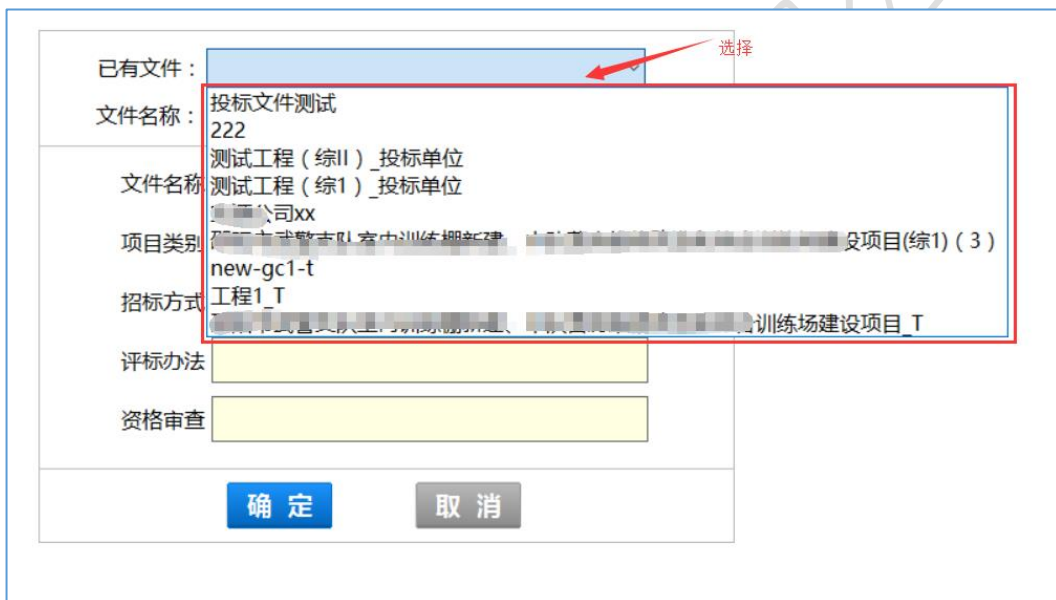 选择
已有文件：
文件名称：
投标文件测试
222
测试工程（综II）_投标单位
测试工程（综1）_投标单位
公司xx
设项目(综1)（3）
new-gc1-t
工程1_T
训练场建设项目_T
文件名称
项目类别
招标方式
评标办法
资格审查
确 定
取 消